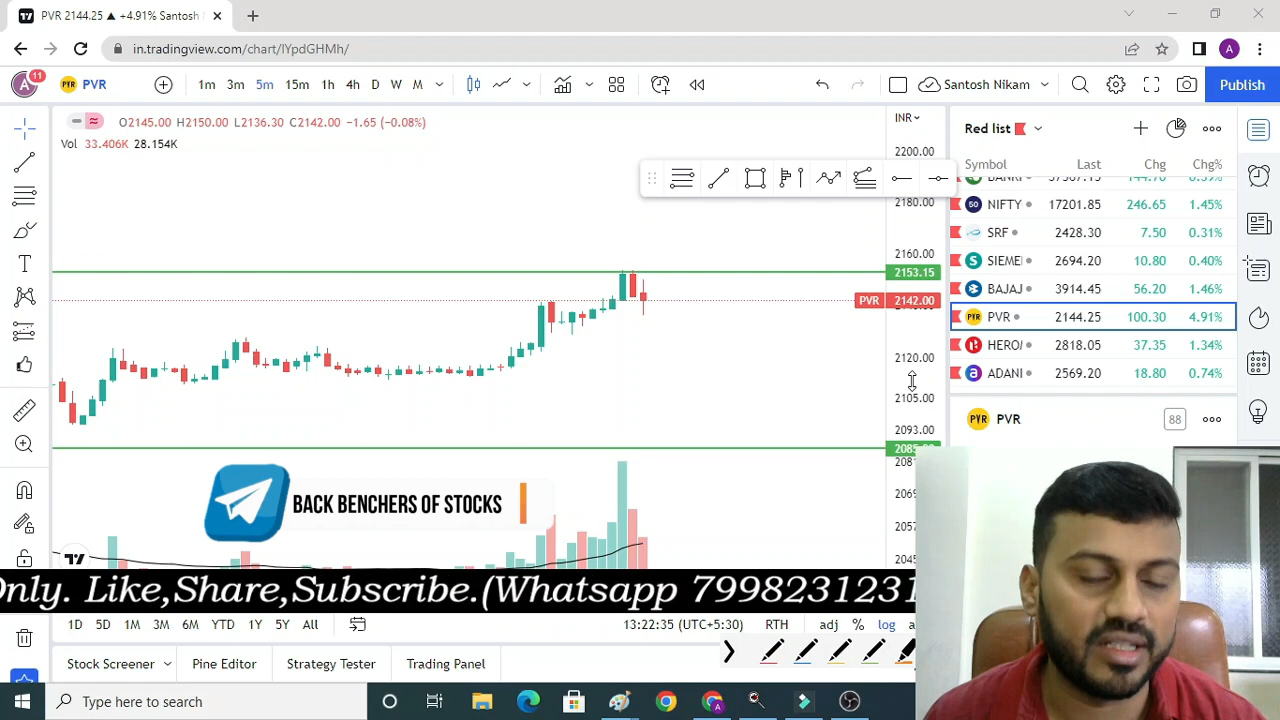 PVR 2144.25 ▲ +4.91% Santosh
in.tradingview.com/chart/IYpdGHMh/
A
A 11 PVR 1m 3m 5m 15m 1h 4h D W M Santosh Nikam Publish
O2145.00 H2150.00 L2136.30 C2142.00 −1.65 (−0.08%)
Vol 33.406K 28.154K
INR
2200.00
2180.00
2160.00
2153.15
PVR 2142.00
2120.00
2105.00
2093.00
Red list
Symbol Last Chg Chg%
NIFTY 17201.85 246.65 1.45%
SRF 2428.30 7.50 0.31%
SIEME 2694.20 10.80 0.40%
BAJAJ 3914.45 56.20 1.46%
PVR 2144.25 100.30 4.91%
HERO 2818.05 37.35 1.34%
ADANI 2569.20 18.80 0.74%
PVR 88
BACK BENCHERS OF STOCKS
Only. Like,Share,Subscribe.(Whatsapp 7998231231
1D 5D 1M 3M 6M YTD 1Y 5Y All 13:22:35 (UTC+5:30) RTH adj % log
Stock Screener Pine Editor Strategy Tester Trading Panel
Type here to search